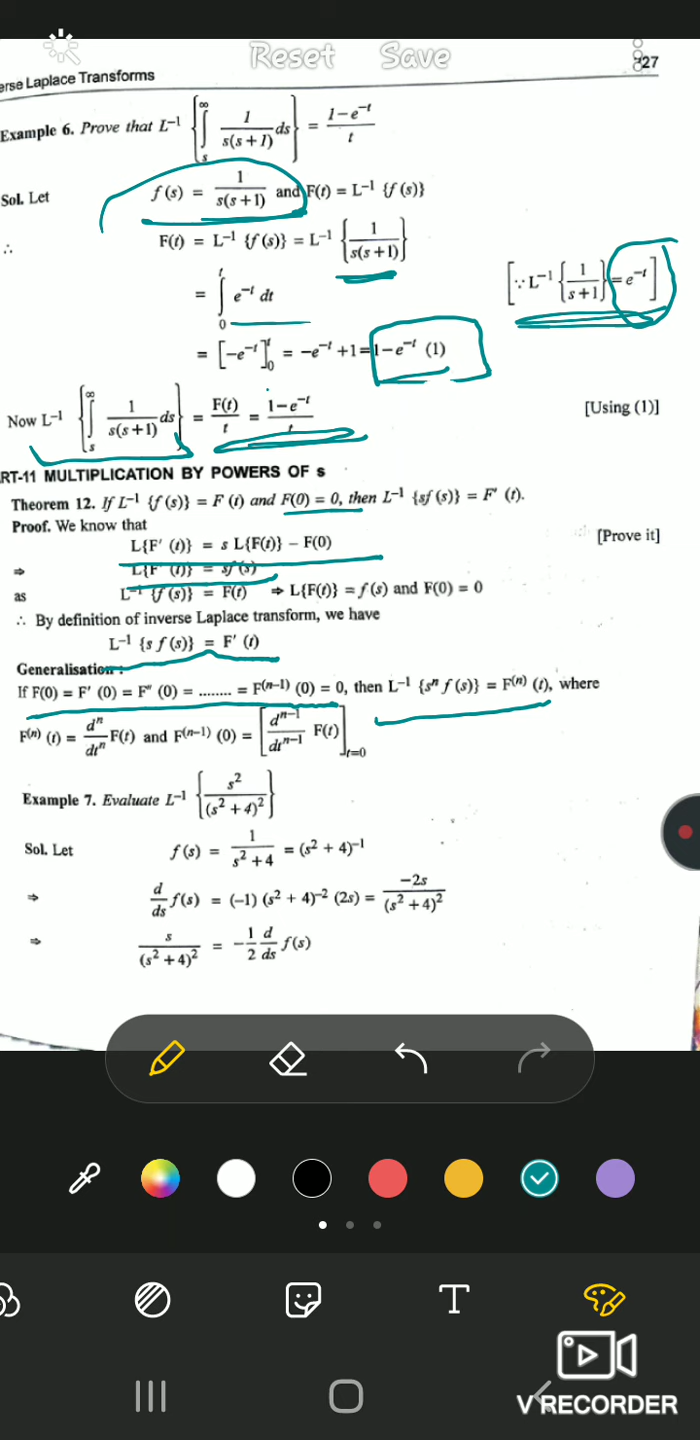 Reset Save
erse Laplace Transforms 327
Example 6. Prove that L⁻¹ {∫ₛ^∞ 1/s(s+1) ds} = (1–e⁻ᵗ)/t
Sol. Let f(s) = 1/s(s+1) and F(t) = L⁻¹ {f(s)}
∴ F(t) = L⁻¹ {f(s)} = L⁻¹ {1/s(s+1)}
= ∫₀ᵗ e⁻ᵗ dt [∵ L⁻¹ {1/s+1} = e⁻ᵗ]
= [–e⁻ᵗ]₀ᵗ = –e⁻ᵗ +1=1–e⁻ᵗ (1)
Now L⁻¹ {∫ₛ^∞ 1/s(s+1) ds} = F(t)/t = (1–e⁻ᵗ)/t [Using (1)]
RT-11 MULTIPLICATION BY POWERS OF s
Theorem 12. If L⁻¹ {f(s)} = F (t) and F(0) = 0, then L⁻¹ {sf(s)} = F′ (t).
Proof. We know that
L{F′ (t)} = s L{F(t)} – F(0) [Prove it]
⇒ L{F′ (t)} = sf(s)
as L⁻¹ {f(s)} = F(t) ⇒ L{F(t)} = f(s) and F(0) = 0
∴ By definition of inverse Laplace transform, we have
L⁻¹ {s f(s)} = F′ (t)
Generalisation :
If F(0) = F′ (0) = F″ (0) = ........ = F⁽ⁿ⁻¹⁾ (0) = 0, then L⁻¹ {sⁿ f(s)} = F⁽ⁿ⁾ (t), where
F⁽ⁿ⁾ (t) = dⁿ/dtⁿ F(t) and F⁽ⁿ⁻¹⁾ (0) = [dⁿ⁻¹/dtⁿ⁻¹ F(t)]ₜ₌₀
Example 7. Evaluate L⁻¹ {s²/(s² + 4)²}
Sol. Let f(s) = 1/(s² + 4) = (s² + 4)⁻¹
⇒ d/ds f(s) = (–1) (s² + 4)⁻² (2s) = –2s/(s² + 4)²
⇒ s/(s² + 4)² = –1/2 d/ds f(s)
T
V RECORDER